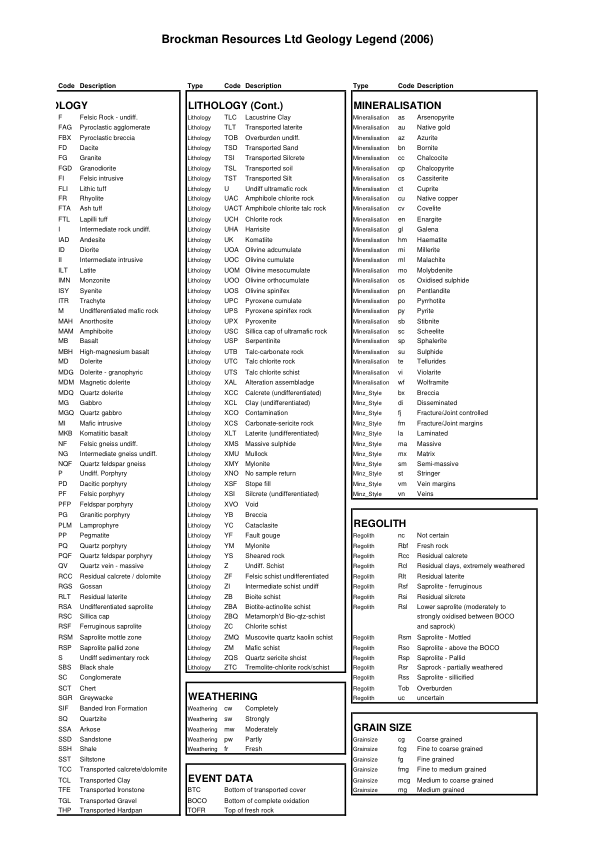 Brockman Resources Ltd Geology Legend (2006)
Code Description
OLOGY
F Felsic Rock - undiff.
FAG Pyroclastic agglomerate
FBX Pyroclastic breccia
FD Dacite
FG Granite
FGD Granodiorite
FI Felsic intrusive
FLI Lithic tuff
FR Rhyolite
FTA Ash tuff
FTL Lapilli tuff
I Intermediate rock undiff.
IAD Andesite
ID Diorite
II Intermediate intrusive
ILT Latite
IMN Monzonite
ISY Syenite
ITR Trachyte
M Undifferentiated mafic rock
MAH Anorthosite
MAM Amphiboite
MB Basalt
MBH High-magnesium basalt
MD Dolerite
MDG Dolerite - granophyric
MDM Magnetic dolerite
MDQ Quartz dolerite
MG Gabbro
MGQ Quartz gabbro
MI Mafic intrusive
MKB Komatiitic basalt
NF Felsic gneiss undiff.
NG Intermediate gneiss undiff.
NQF Quartz feldspar gneiss
P Undiff. Porphyry
PD Dacitic porphyry
PF Felsic porphyry
PFP Feldspar porphyry
PG Granitic porphyry
PLM Lamprophyre
PP Pegmatite
PQ Quartz porphyry
PQF Quartz feldspar porphyry
QV Quartz vein - massive
RCC Residual calcrete / dolomite
RGS Gossan
RLT Residual laterite
RSA Undifferentiated saprolite
RSC Sillica cap
RSF Ferruginous saprolite
RSM Saprolite mottle zone
RSP Saprolite pallid zone
S Undiff sedimentary rock
SBS Black shale
SC Conglomerate
SCT Chert
SGR Greywacke
SIF Banded Iron Formation
SQ Quartzite
SSA Arkose
SSD Sandstone
SSH Shale
SST Siltstone
TCC Transported calcrete/dolomite
TCL Transported Clay
TFE Transported Ironstone
TGL Transported Gravel
THP Transported Hardpan
Type Code Description
LITHOLOGY (Cont.)
Lithology TLC Lacustrine Clay
Lithology TLT Transported laterite
Lithology TOB Overburden undiff.
Lithology TSD Transported Sand
Lithology TSI Transported Silcrete
Lithology TSL Transported soil
Lithology TST Transported Silt
Lithology U Undiff ultramafic rock
Lithology UAC Amphibole chlorite rock
Lithology UACT Amphibole chlorite talc rock
Lithology UCH Chlorite rock
Lithology UHA Harrisite
Lithology UK Komatiite
Lithology UOA Olivine adcumulate
Lithology UOC Olivine cumulate
Lithology UOM Olivine mesocumulate
Lithology UOO Olivine orthocumulate
Lithology UOS Olivine spinifex
Lithology UPC Pyroxene cumulate
Lithology UPS Pyroxene spinifex rock
Lithology UPX Pyroxenite
Lithology USC Sillica cap of ultramafic rock
Lithology USP Serpentinite
Lithology UTB Talc-carbonate rock
Lithology UTC Talc chlorite rock
Lithology UTS Talc chlorite schist
Lithology XAL Alteration assembladge
Lithology XCC Calcrete (undifferentiated)
Lithology XCL Clay (undifferentiated)
Lithology XCO Contamination
Lithology XCS Carbonate-sericite rock
Lithology XLT Laterite (undifferentiated)
Lithology XMS Massive sulphide
Lithology XMU Mullock
Lithology XMY Mylonite
Lithology XNO No sample return
Lithology XSF Stope fill
Lithology XSI Silcrete (undifferentiated)
Lithology XVO Void
Lithology YB Breccia
Lithology YC Cataclasite
Lithology YF Fault gouge
Lithology YM Mylonite
Lithology YS Sheared rock
Lithology Z Undiff. Schist
Lithology ZF Felsic schist undifferentiated
Lithology ZI Intermediate schist undiff
Lithology ZB Bioite schist
Lithology ZBA Biotite-actinolite schist
Lithology ZBQ Metamorph'd Bio-qtz-schist
Lithology ZC Chlorite schist
Lithology ZMQ Muscovite quartz kaolin schist
Lithology ZM Mafic schist
Lithology ZQS Quartz sericite shcist
Lithology ZTC Tremolite-chlorite rock/schist
WEATHERING
Weathering cw Completely
Weathering sw Strongly
Weathering mw Moderately
Weathering pw Partly
Weathering fr Fresh
EVENT DATA
BTC Bottom of transported cover
BOCO Bottom of complete oxidation
TOFR Top of fresh rock
Type Code Description
MINERALISATION
Mineralisation as Arsenopyrite
Mineralisation au Native gold
Mineralisation az Azurite
Mineralisation bn Bornite
Mineralisation cc Chalcocite
Mineralisation cp Chalcopyrite
Mineralisation cs Cassitente
Mineralisation ct Cuprite
Mineralisation cu Native copper
Mineralisation cv Covelite
Mineralisation en Enargite
Mineralisation gl Galena
Mineralisation hm Haematite
Mineralisation mi Millerite
Mineralisation ml Malachite
Mineralisation mo Molybdenite
Mineralisation os Oxidised sulphide
Mineralisation pn Pentlandite
Mineralisation po Pyrrhotite
Mineralisation py Pyrite
Mineralisation sb Stibnite
Mineralisation sc Scheelite
Mineralisation sp Sphalerite
Mineralisation su Sulphide
Mineralisation te Tellurides
Mineralisation vi Violarite
Mineralisation wf Wolframite
Minz_Style bx Breccia
Minz_Style di Disseminated
Minz_Style fj Fracture/Joint controlled
Minz_Style fm Fracture/Joint margins
Minz_Style la Laminated
Minz_Style ma Massive
Minz_Style mx Matrix
Minz_Style sm Semi-massive
Minz_Style st Stringer
Minz_Style vm Vein margins
Minz_Style vn Veins
REGOLITH
Regolith nc Not certain
Regolith Rbf Fresh rock
Regolith Rcc Residual calcrete
Regolith Rcl Residual clays, extremely weathered
Regolith Rlt Residual laterite
Regolith Rsf Saprolite - ferruginous
Regolith Rsi Residual silcrete
Regolith Rsl Lower saprolite (moderately to
strongly oxidised between BOCO
and saprock)
Regolith Rsm Saprolite - Mottled
Regolith Rso Saprolite - above the BOCO
Regolith Rsp Saprolite - Pallid
Regolith Rsr Saprock - partially weathered
Regolith Rss Saprolite - sillicified
Regolith Tob Overburden
Regolith uc uncertain
GRAIN SIZE
Grainsize cg Coarse grained
Grainsize fcg Fine to coarse grained
Grainsize fg Fine grained
Grainsize fmg Fine to medium grained
Grainsize mcg Medium to coarse grained
Grainsize mg Medium grained